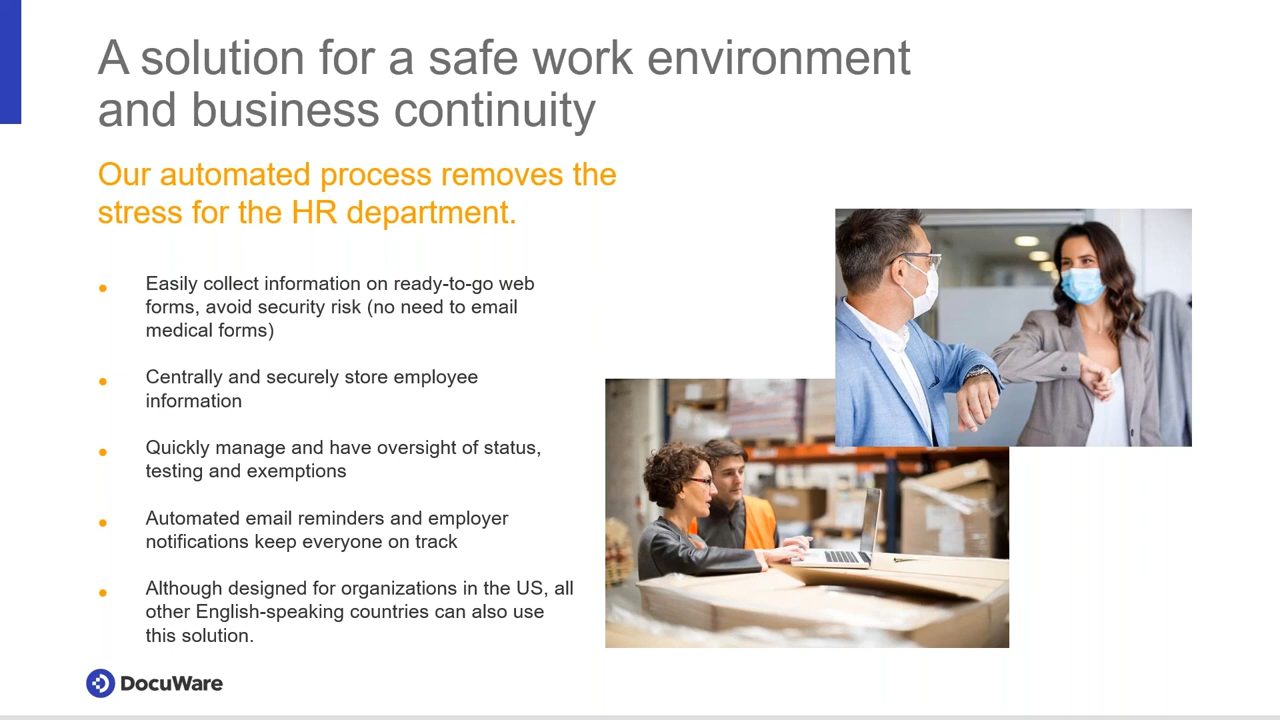 A solution for a safe work environment
and business continuity
Our automated process removes the
stress for the HR department.
Easily collect information on ready-to-go web
forms, avoid security risk (no need to email
medical forms)
Centrally and securely store employee
information
Quickly manage and have oversight of status,
testing and exemptions
Automated email reminders and employer
notifications keep everyone on track
Although designed for organizations in the US, all
other English-speaking countries can also use
this solution.
DocuWare